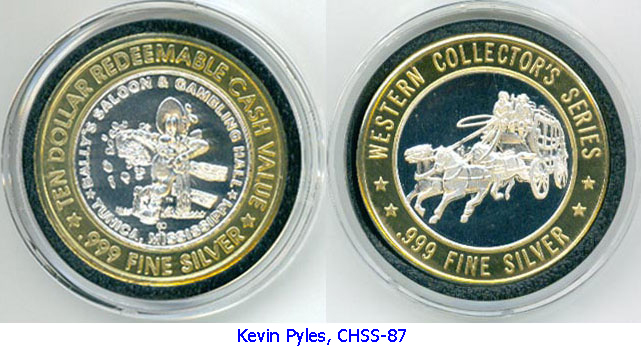 TEN DOLLAR REDEEMABLE CASH VALUE
BALLY'S SALOON & GAMBLING HALL
TUNICA, MISSISSIPPI
.999 FINE SILVER
WESTERN COLLECTOR'S SERIES
.999 FINE SILVER
Kevin Pyles, CHSS-87